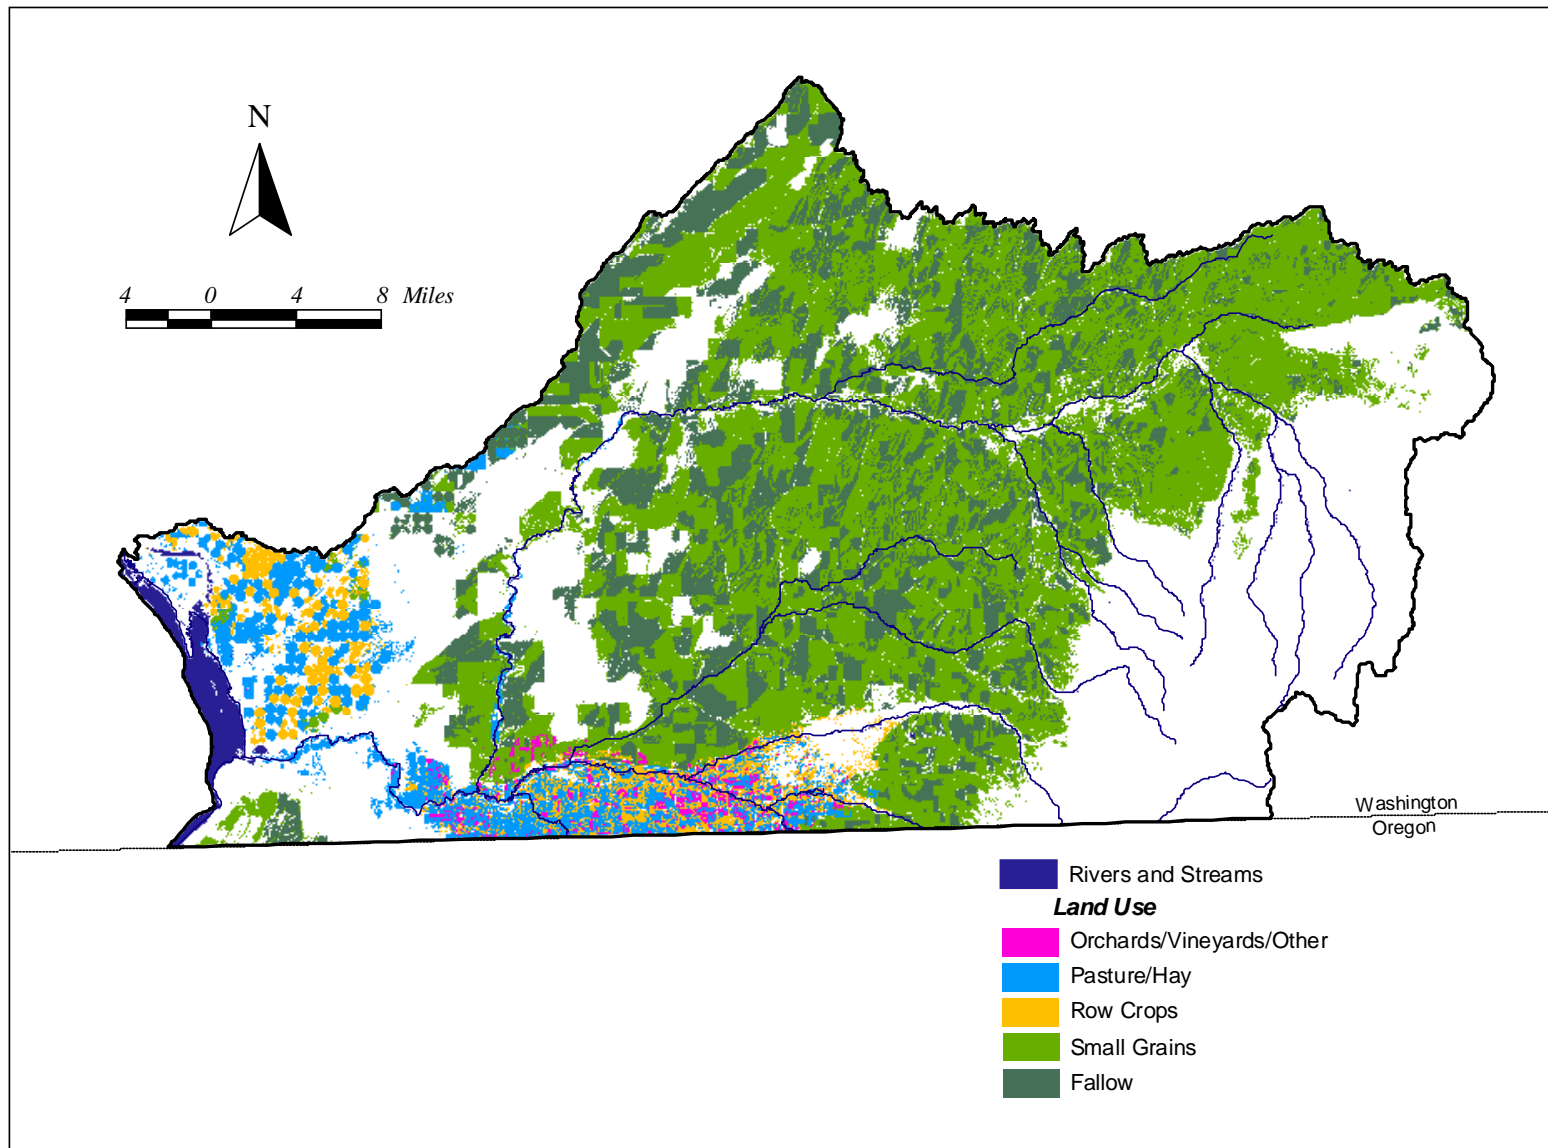 N
4 0 4 8 Miles
Washington
Oregon
Rivers and Streams
Land Use
Orchards/Vineyards/Other
Pasture/Hay
Row Crops
Small Grains
Fallow